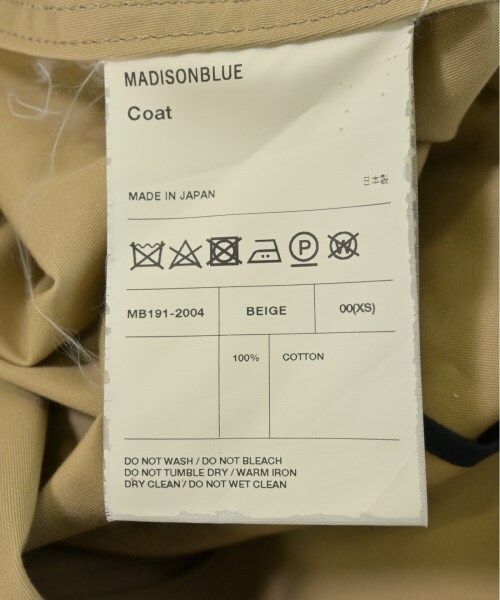 MADISONBLUE
Coat
日本製
MADE IN JAPAN
P W
MB191-2004 BEIGE 00(XS)
100% COTTON
DO NOT WASH / DO NOT BLEACH
DO NOT TUMBLE DRY / WARM IRON
DRY CLEAN / DO NOT WET CLEAN